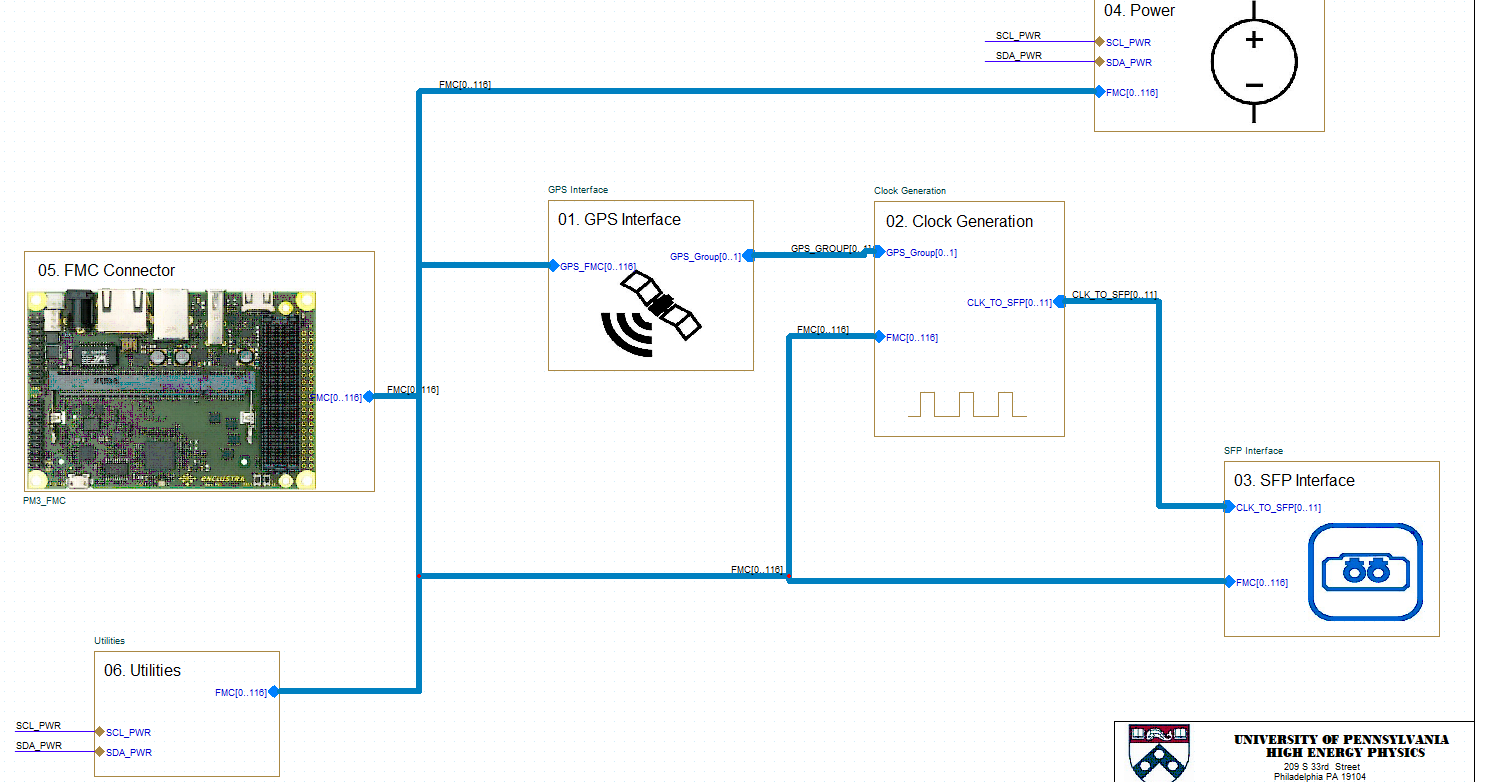 04. Power
SCL_PWR
SCL_PWR
SDA_PWR
SDA_PWR
FMC[0..116]
FMC[0..116]
GPS Interface
01. GPS Interface
GPS_FMC[0..116]
GPS_Group[0..1]
GPS_GROUP[0..1]
Clock Generation
02. Clock Generation
GPS_Group[0..1]
CLK_TO_SFP[0..11]
CLK_TO_SFP[0..11]
FMC[0..116]
FMC[0..116]
05. FMC Connector
ENCLUSTRA
FMC[0..116]
FMC[0..116]
PM3_FMC
SFP Interface
03. SFP Interface
CLK_TO_SFP[0..11]
FMC[0..116]
FMC[0..116]
Utilities
06. Utilities
FMC[0..116]
SCL_PWR
SCL_PWR
SDA_PWR
SDA_PWR
UNIVERSITY OF PENNSYLVANIA
HIGH ENERGY PHYSICS
209 S 33rd Street
Philadelphia PA 19104